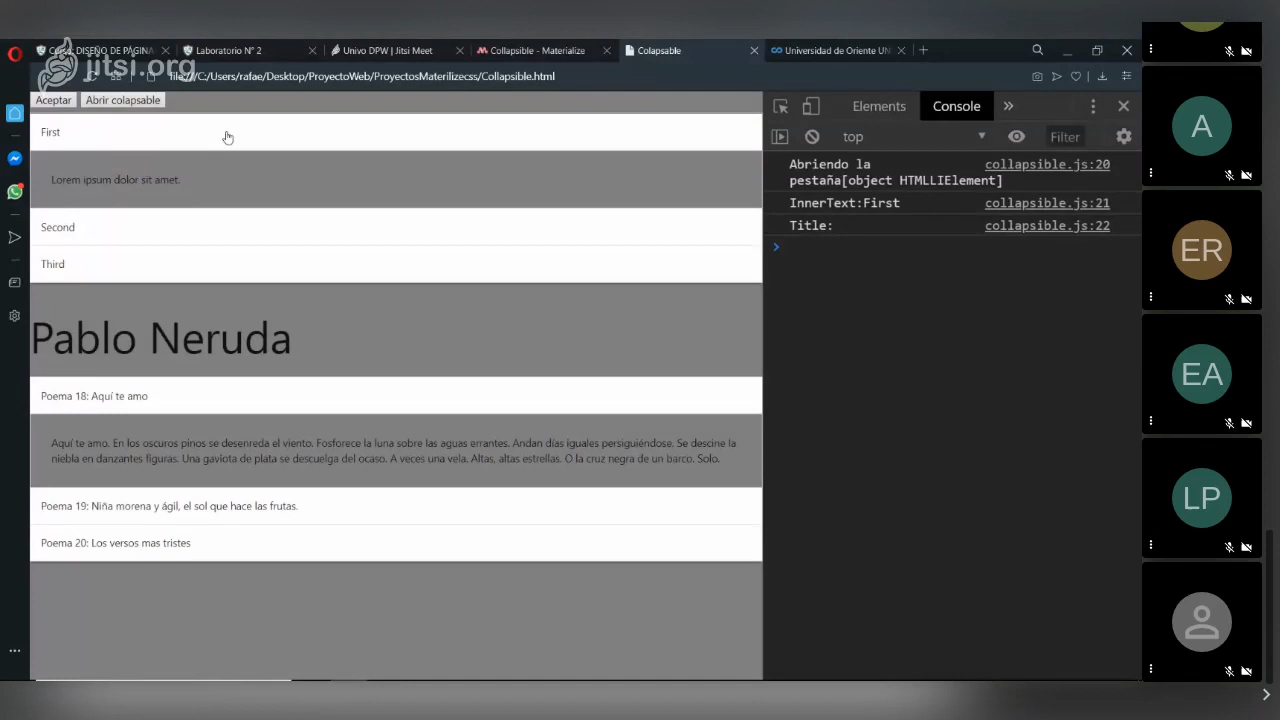 DISEÑO DE PÁGINA
Laboratorio N° 2
Univo DPW | Jitsi Meet
Collapsible - Materialize
Colapsable
Universidad de Oriente UN
jitsi.org
file:///C:/Users/rafae/Desktop/ProyectoWeb/ProyectosMaterilizecss/Collapsible.html
Aceptar
Abrir colapsable
First
Lorem ipsum dolor sit amet.
Second
Third
Pablo Neruda
Poema 18: Aquí te amo
Aquí te amo. En los oscuros pinos se desenreda el viento. Fosforece la luna sobre las aguas errantes. Andan días iguales persiguiéndose. Se descine la
niebla en danzantes figuras. Una gaviota de plata se descuelga del ocaso. A veces una vela. Altas, altas estrellas. O la cruz negra de un barco. Solo.
Poema 19: Niña morena y ágil, el sol que hace las frutas.
Poema 20: Los versos mas tristes
Elements
Console
top
Filter
Abriendo la collapsible.js:20
pestaña[object HTMLLIElement]
InnerText:First collapsible.js:21
Title: collapsible.js:22
A
ER
EA
LP